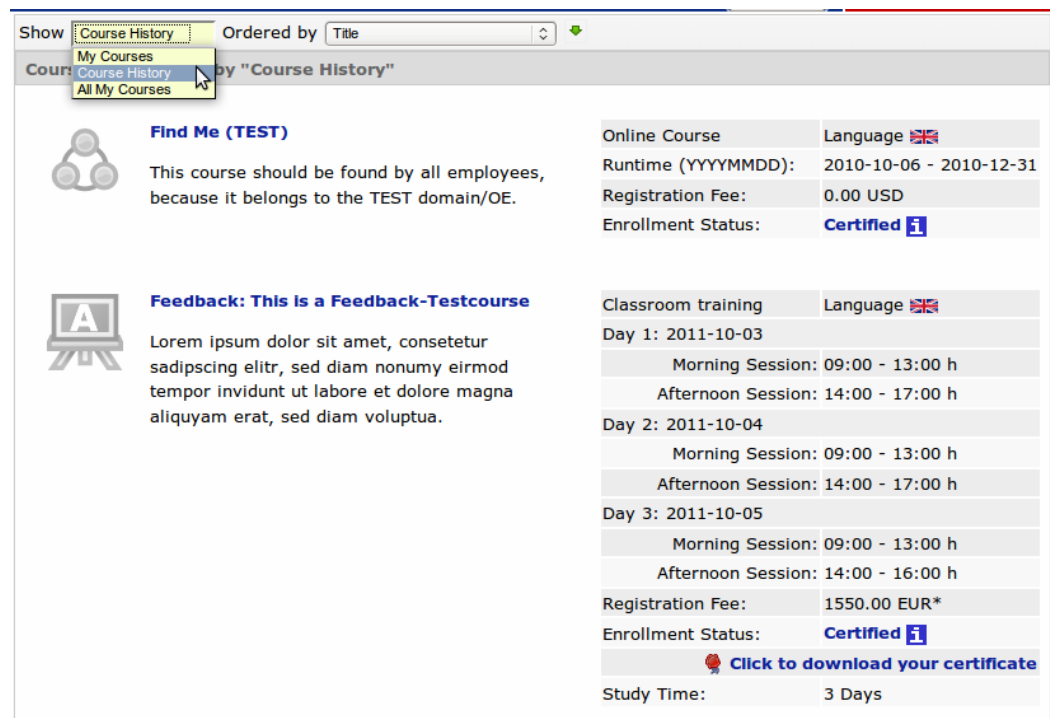 Show Course History Ordered by Title
My Courses
Course History
All My Courses
Cour by "Course History"
Find Me (TEST)
This course should be found by all employees,
because it belongs to the TEST domain/OE.
Online Course Language
Runtime (YYYYMMDD): 2010-10-06 - 2010-12-31
Registration Fee: 0.00 USD
Enrollment Status: Certified i
Feedback: This is a Feedback-Testcourse
A
Lorem ipsum dolor sit amet, consetetur
sadipscing elitr, sed diam nonumy eirmod
tempor invidunt ut labore et dolore magna
aliquyam erat, sed diam voluptua.
Classroom training Language
Day 1: 2011-10-03
Morning Session: 09:00 - 13:00 h
Afternoon Session: 14:00 - 17:00 h
Day 2: 2011-10-04
Morning Session: 09:00 - 13:00 h
Afternoon Session: 14:00 - 17:00 h
Day 3: 2011-10-05
Morning Session: 09:00 - 13:00 h
Afternoon Session: 14:00 - 16:00 h
Registration Fee: 1550.00 EUR*
Enrollment Status: Certified i
Click to download your certificate
Study Time: 3 Days